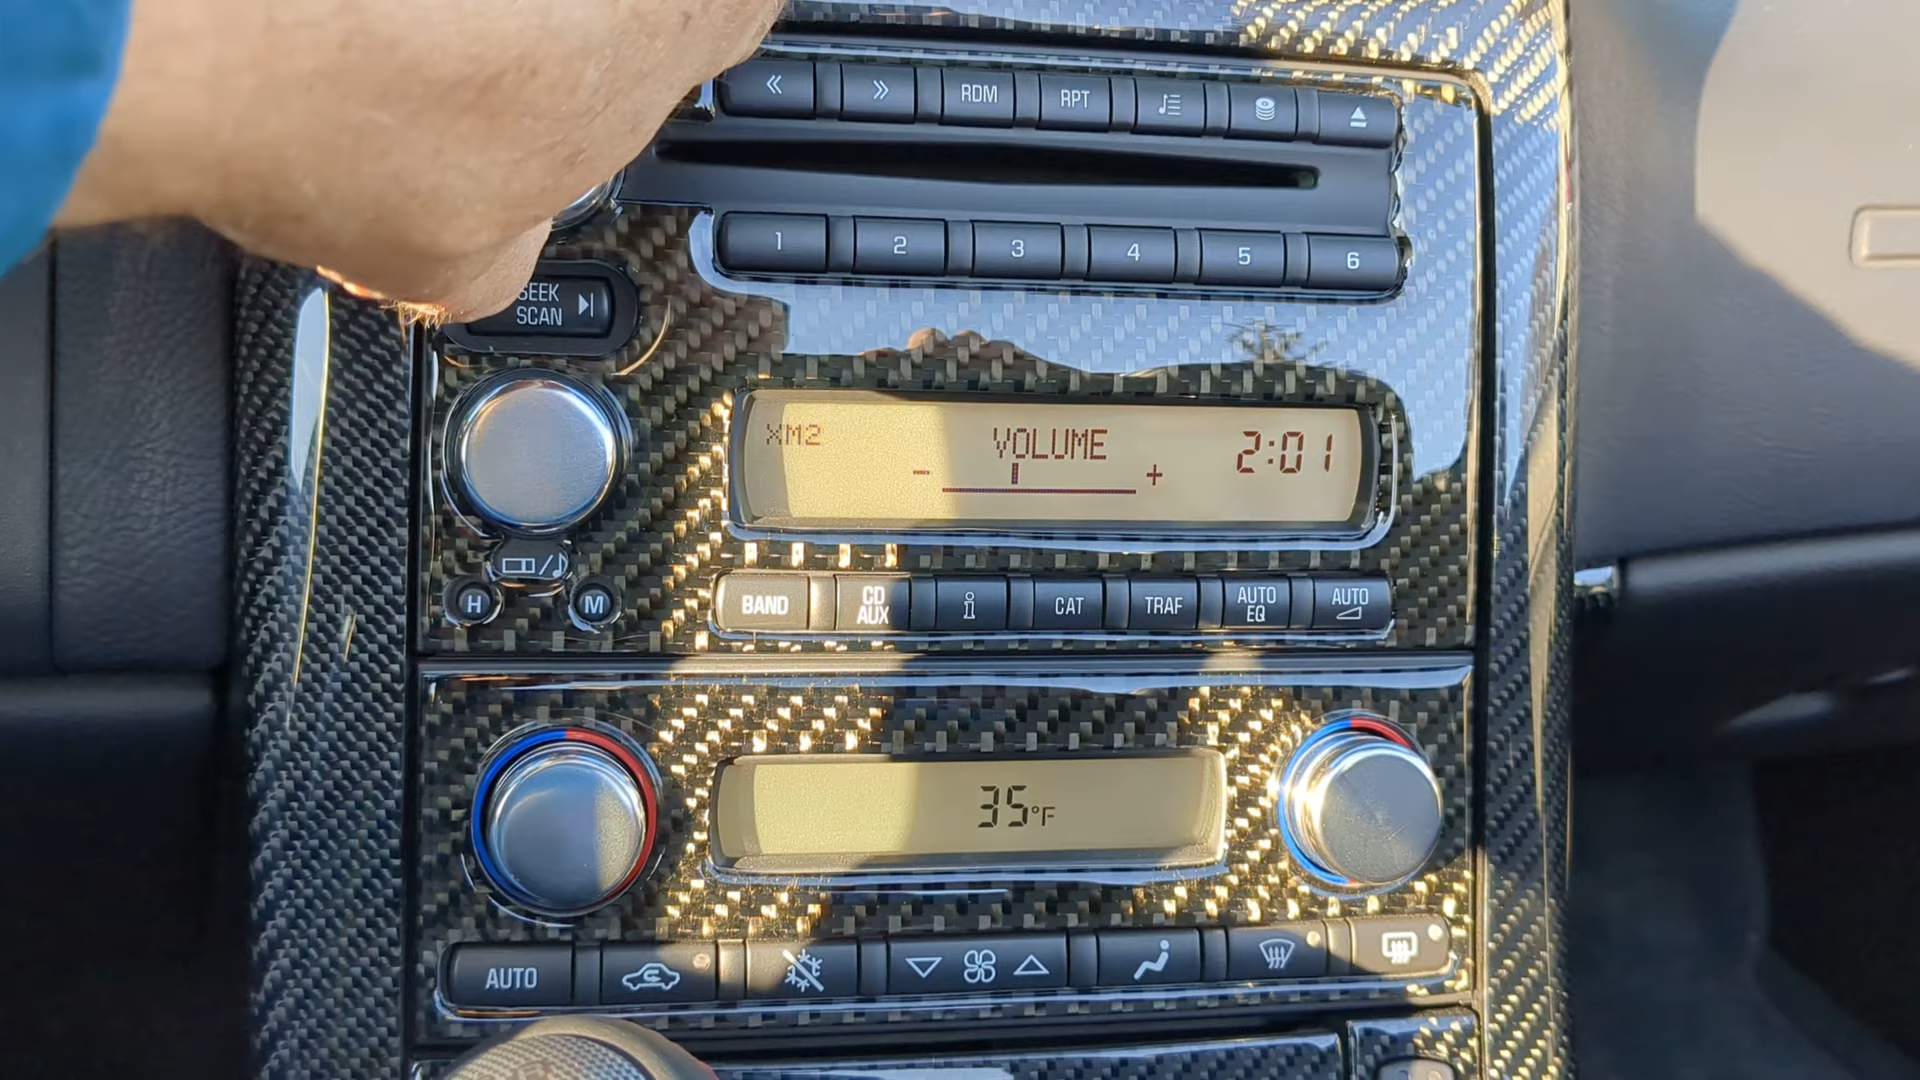 « » RDM RPT
1 2 3 4 5 6
SEEK
SCAN
XM2 VOLUME 2:01
- +
H M
BAND CD AUX i CAT TRAF AUTO EQ AUTO
35°F
AUTO